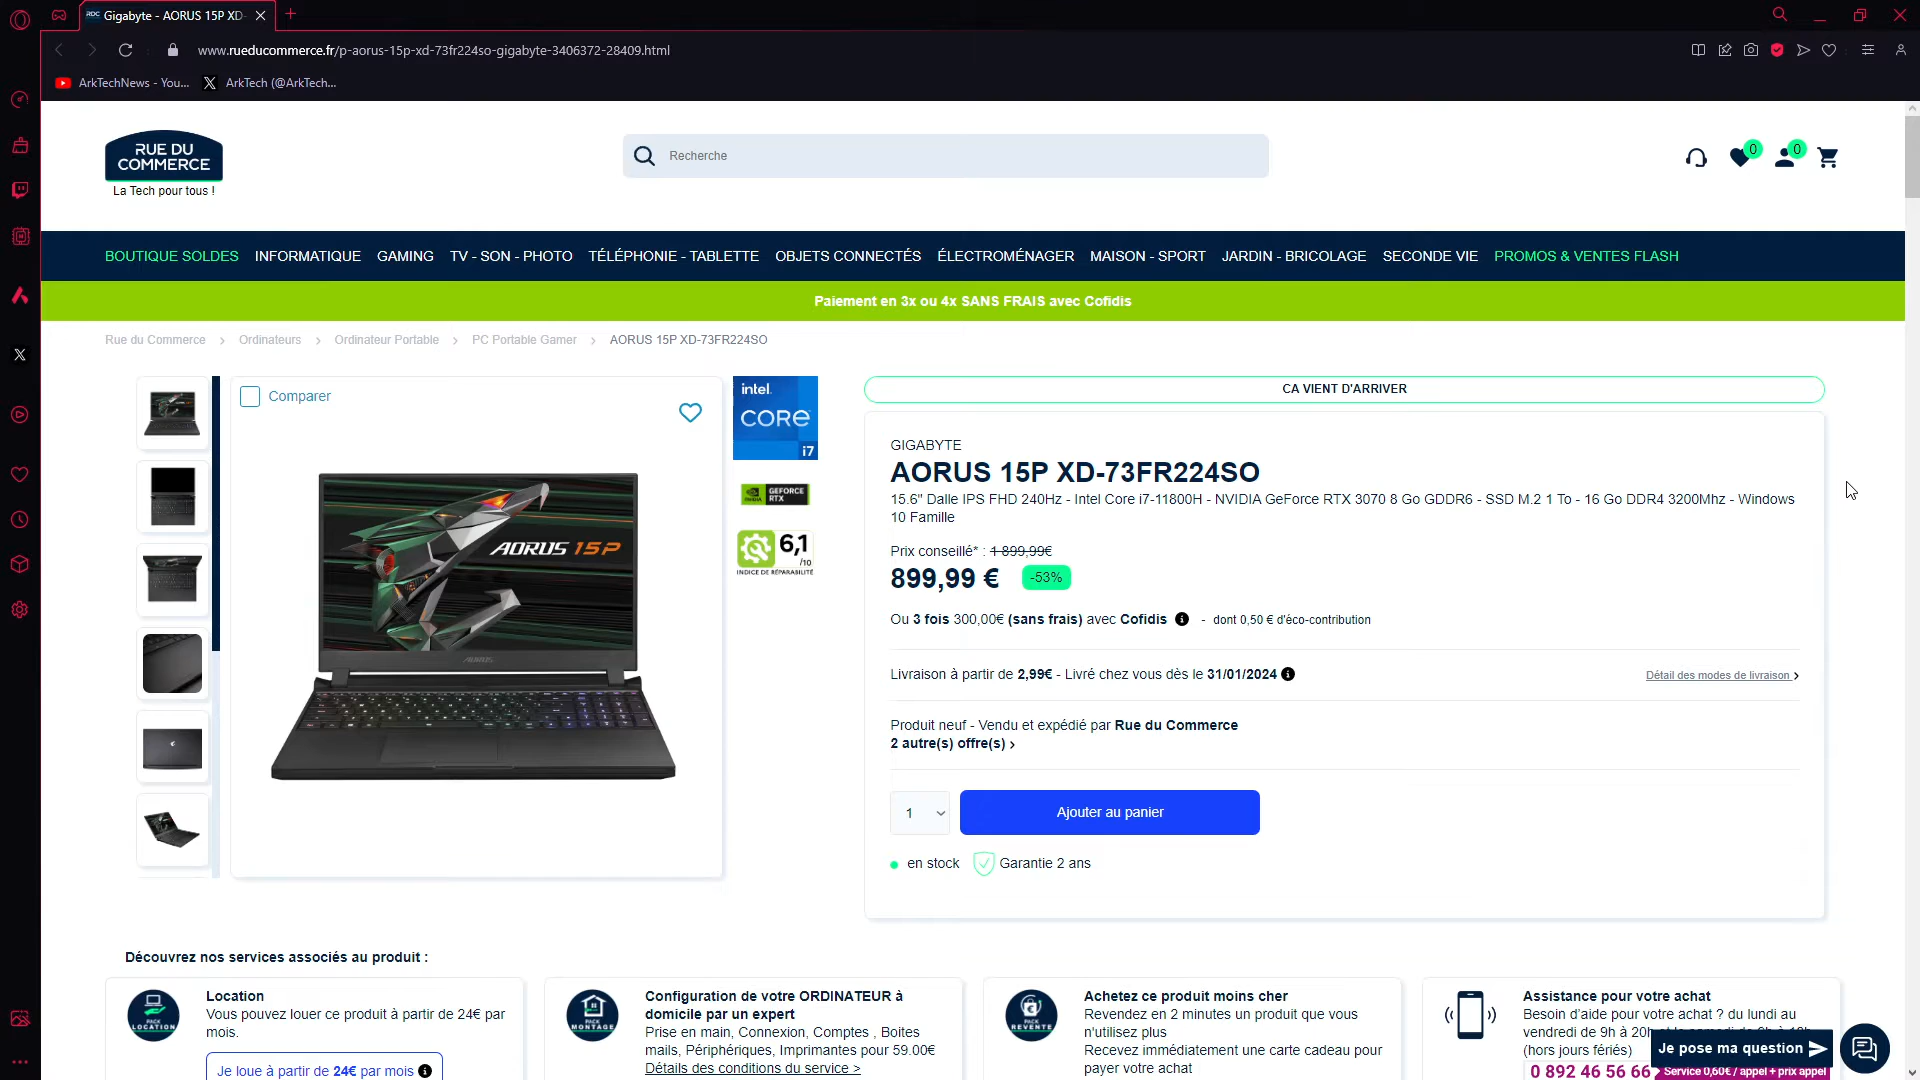 RDC Gigabyte - AORUS 15P XD-
www.rueducommerce.fr/p-aorus-15p-xd-73fr224so-gigabyte-3406372-28409.html
ArkTechNews - You...
ArkTech (@ArkTech...
RUE DU
COMMERCE
La Tech pour tous !
Recherche
0
0
BOUTIQUE SOLDES INFORMATIQUE GAMING TV - SON - PHOTO TÉLÉPHONIE - TABLETTE OBJETS CONNECTÉS ÉLECTROMÉNAGER MAISON - SPORT JARDIN - BRICOLAGE SECONDE VIE PROMOS & VENTES FLASH
Paiement en 3x ou 4x SANS FRAIS avec Cofidis
Rue du Commerce > Ordinateurs > Ordinateur Portable > PC Portable Gamer > AORUS 15P XD-73FR224SO
Comparer
AORUS 15P
AORUS
intel.
CORE
i7
NVIDIA
GEFORCE
RTX
6,1
/10
INDICE DE RÉPARABILITÉ
CA VIENT D'ARRIVER
GIGABYTE
AORUS 15P XD-73FR224SO
15.6" Dalle IPS FHD 240Hz - Intel Core i7-11800H - NVIDIA GeForce RTX 3070 8 Go GDDR6 - SSD M.2 1 To - 16 Go DDR4 3200Mhz - Windows
10 Famille
Prix conseillé* : 1 899,99€
899,99 € -53%
Ou 3 fois 300,00€ (sans frais) avec Cofidis i - dont 0,50 € d'éco-contribution
Livraison à partir de 2,99€ - Livré chez vous dès le 31/01/2024 i
Détail des modes de livraison >
Produit neuf - Vendu et expédié par Rue du Commerce
2 autre(s) offre(s) >
1
Ajouter au panier
en stock
Garantie 2 ans
Découvrez nos services associés au produit :
PACK
LOCATION
Location
Vous pouvez louer ce produit à partir de 24€ par
mois.
Je loue à partir de 24€ par mois i
PACK
MONTAGE
Configuration de votre ORDINATEUR à
domicile par un expert
Prise en main, Connexion, Comptes , Boites
mails, Périphériques, Imprimantes pour 59.00€
Détails des conditions du service >
PACK
REVENTE
Achetez ce produit moins cher
Revendez en 2 minutes un produit que vous
n'utilisez plus
Recevez immédiatement une carte cadeau pour
payer votre achat
Assistance pour votre achat
Besoin d'aide pour votre achat ? du lundi au
vendredi de 9h à 20h et le samedi de 9h à
(hors jours fériés)
0 892 46 56 66
Service 0,60€ / appel + prix appel
Je pose ma question